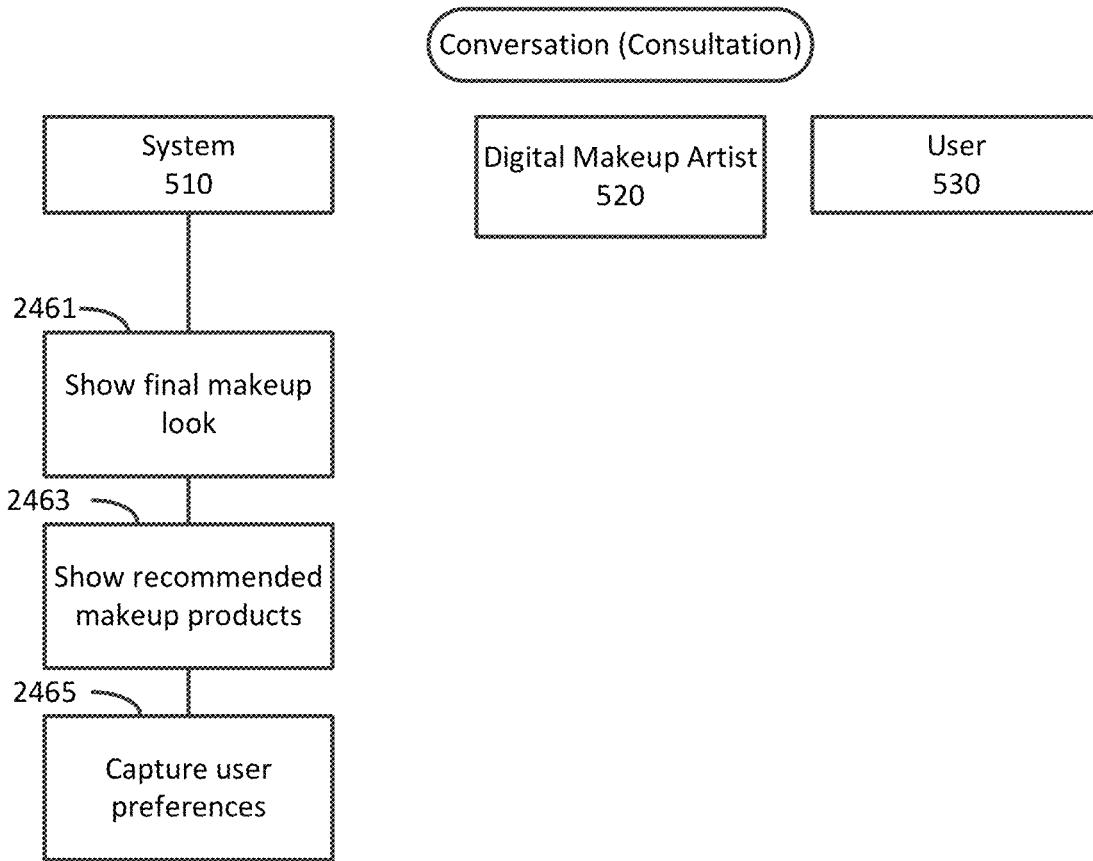 Conversation (Consultation)
System
510
Digital Makeup Artist
520
User
530
2461
Show final makeup
look
2463
Show recommended
makeup products
2465
Capture user
preferences